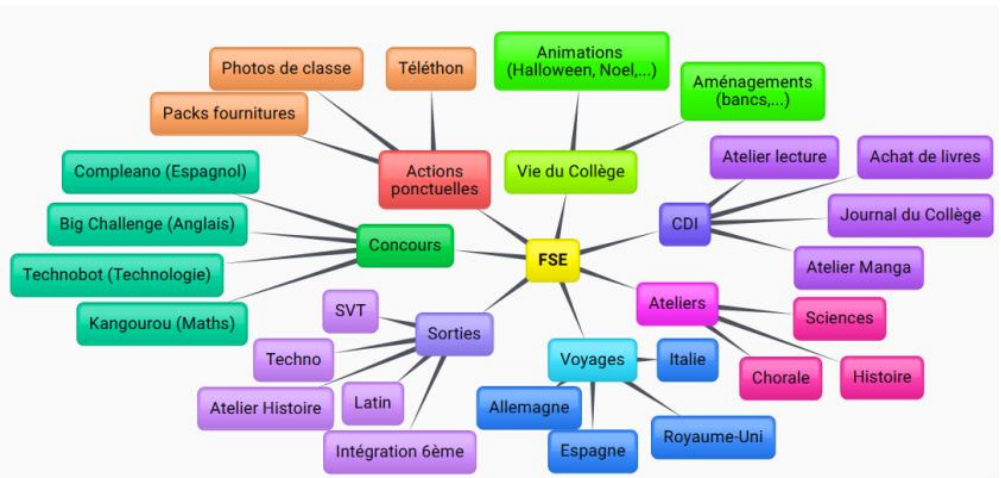 Animations
(Halloween, Noel,...)
Photos de classe
Téléthon
Aménagements
(bancs,...)
Packs fournitures
Compleano (Espagnol)
Actions
ponctuelles
Vie du Collège
Atelier lecture
Achat de livres
Big Challenge (Anglais)
Concours
CDI
Journal du Collège
FSE
Technobot (Technologie)
Atelier Manga
Kangourou (Maths)
SVT
Sorties
Ateliers
Sciences
Techno
Voyages
Italie
Chorale
Histoire
Atelier Histoire
Latin
Allemagne
Intégration 6ème
Espagne
Royaume-Uni